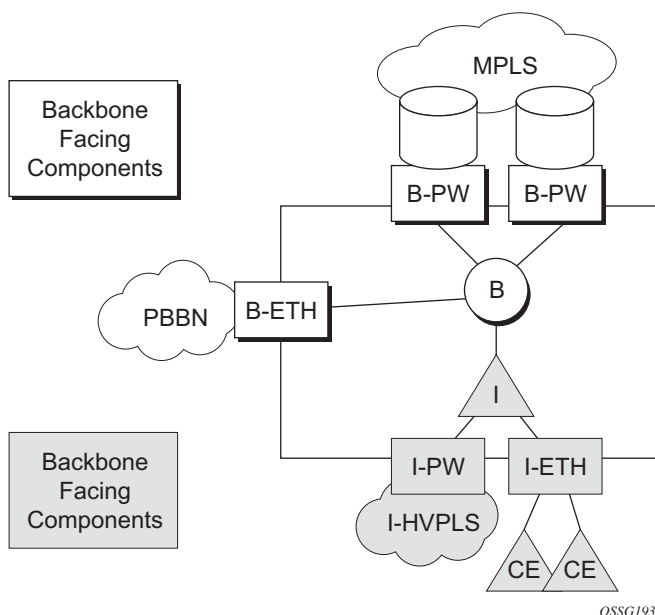 MPLS
Backbone
Facing
Components
B-PW
B-PW
B
PBBN
B-ETH
I
Backbone
Facing
Components
I-PW
I-ETH
I-HVPLS
CE
CE
OSSG193